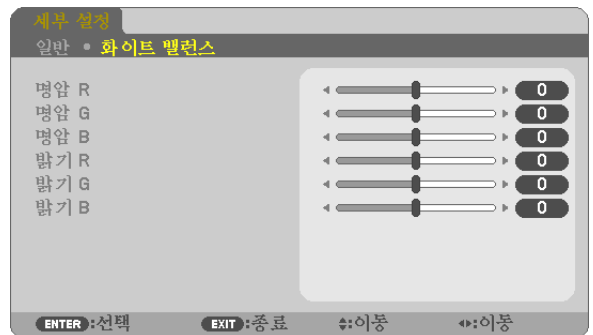 세부 설정
일반 • 화이트 밸런스
명암 R 0
명암 G 0
명암 B 0
밝기 R 0
밝기 G 0
밝기 B 0
ENTER :선택 EXIT :종료 :이동 :이동